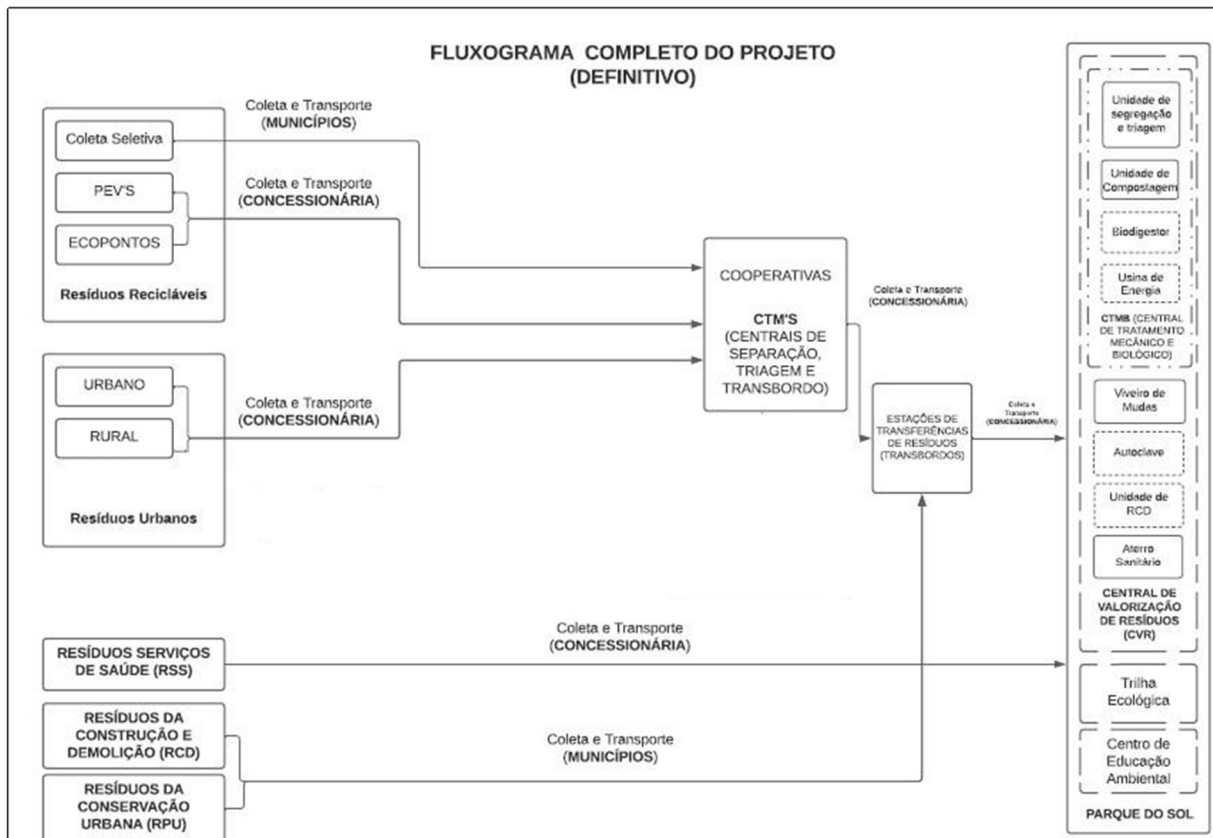 FLUXOGRAMA COMPLETO DO PROJETO
(DEFINITIVO)
Coleta Seletiva
PEV'S
ECOPONTOS
Resíduos Recicláveis
Coleta e Transporte
(MUNICÍPIOS)
Coleta e Transporte
(CONCESSIONÁRIA)
URBANO
RURAL
Resíduos Urbanos
Coleta e Transporte
(CONCESSIONÁRIA)
COOPERATIVAS
CTM'S
(CENTRAIS DE
SEPARAÇÃO,
TRIAGEM E
TRANSBORDO)
Coleta e Transporte
(CONCESSIONÁRIA)
ESTAÇÕES DE
TRANSFERÊNCIAS
DE RESÍDUOS
(TRANSBORDOS)
Coleta e
Transporte
(CONCESSIONÁRIA)
RESÍDUOS SERVIÇOS
DE SAÚDE (RSS)
Coleta e Transporte
(CONCESSIONÁRIA)
RESÍDUOS DA
CONSTRUÇÃO E
DEMOLIÇÃO (RCD)
RESÍDUOS DA
CONSERVAÇÃO
URBANA (RPU)
Coleta e Transporte
(MUNICÍPIOS)
Unidade de
segregação
e triagem
Unidade de
Compostagem
Biodigestor
Usina de
Energia
CTMB (CENTRAL
DE TRATAMENTO
MECÂNICO E
BIOLÓGICO)
Viveiro de
Mudas
Autoclave
Unidade de
RCD
Aterro
Sanitário
CENTRAL DE
VALORIZAÇÃO
DE RESÍDUOS
(CVR)
Trilha
Ecológica
Centro de
Educação
Ambiental
PARQUE DO SOL